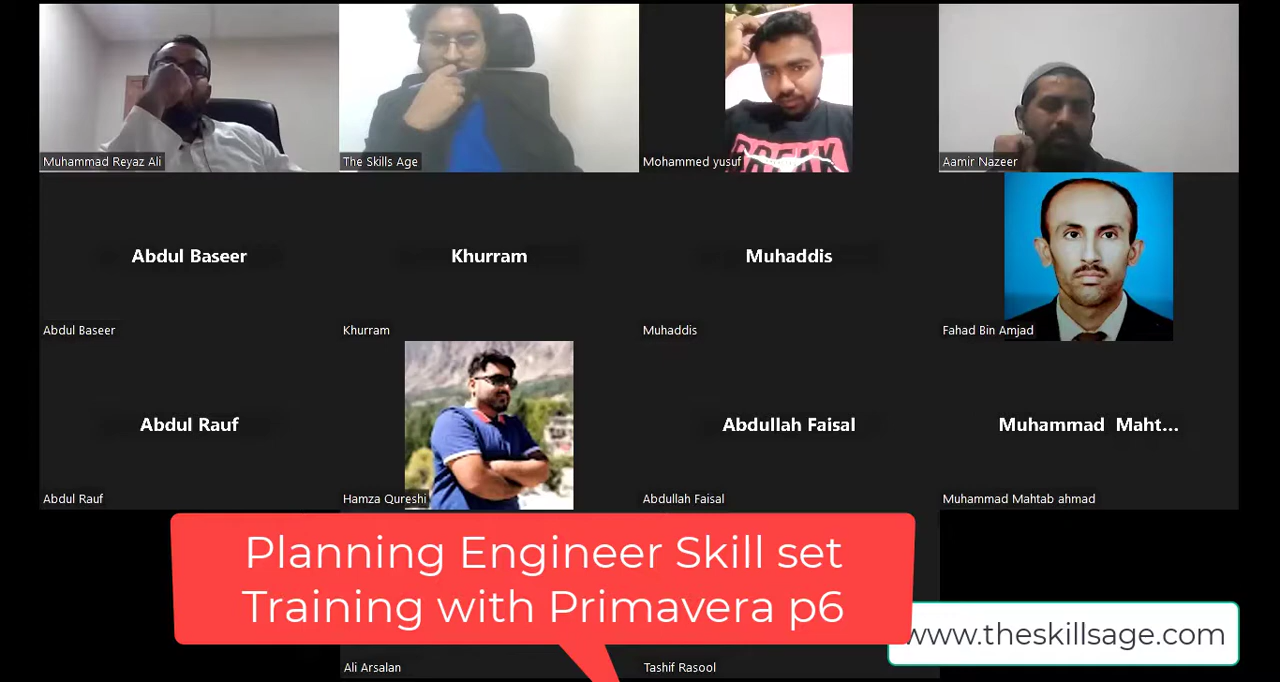 Muhammad Reyaz Ali
The Skills Age
Mohammed yusuf
Aamir Nazeer
BREAK
Abdul Baseer
Khurram
Muhaddis
Abdul Baseer
Khurram
Muhaddis
Fahad Bin Amjad
Abdul Rauf
Abdullah Faisal
Muhammad Maht...
Abdul Rauf
Hamza Qureshi
Abdullah Faisal
Muhammad Mahtab ahmad
Planning Engineer Skill set
Training with Primavera p6
www.theskillsage.com
Ali Arsalan
Tashif Rasool